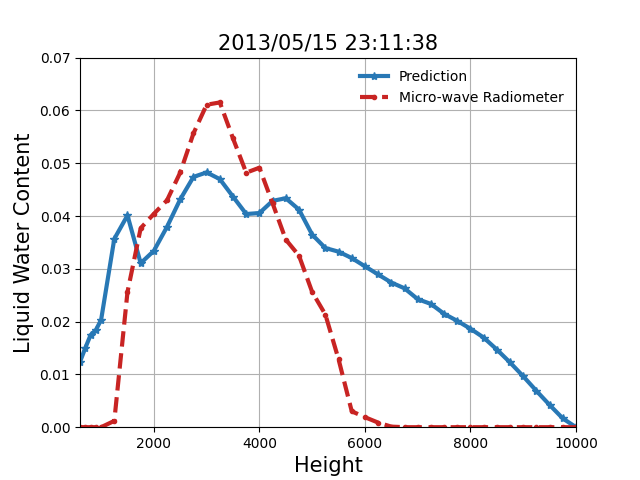 2013/05/15 23:11:38
Prediction
Micro-wave Radiometer
Liquid Water Content
0.07
0.06
0.05
0.04
0.03
0.02
0.01
0.00
2000 4000 6000 8000 10000
Height